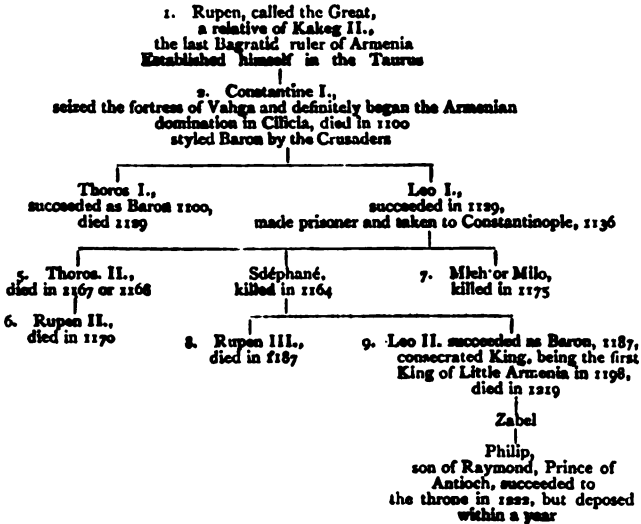 1. Rupen, called the Great,
a relative of Kakeg II.,
the last Bagratid ruler of Armenia
Established himself in the Taurus
2. Constantine I.,
seized the fortress of Vahga and definitely began the Armenian
domination in Cilicia, died in 1100
styled Baron by the Crusaders
Thoros I.,
succeeded as Baron 1100,
died 1129
Leo I.,
succeeded in 1129,
made prisoner and taken to Constantinople, 1136
5. Thoros. II.,
died in 1167 or 1168
Sdéphané,
killed in 1164
7. Mleh or Milo,
killed in 1175
6. Rupen II.,
died in 1170
8. Rupen III.,
died in 1187
9. Leo II. succeeded as Baron, 1187,
consecrated King, being the first
King of Little Armenia in 1198,
died in 1219
Zabel
Philip,
son of Raymond, Prince of
Antioch, succeeded to
the throne in 1222, but deposed
within a year